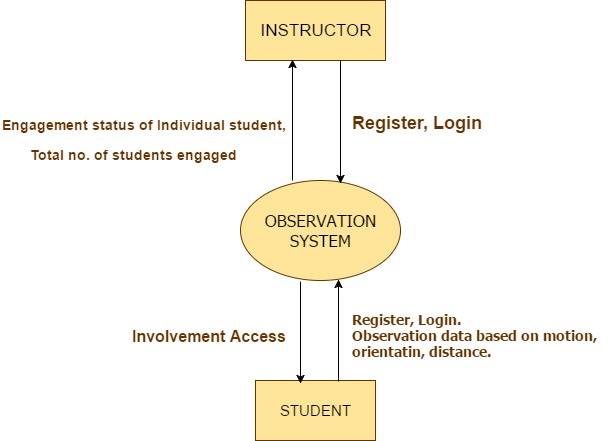 INSTRUCTOR
Engagement status of Individual student,
Total no. of students engaged
Register, Login
OBSERVATION
SYSTEM
Involvement Access
Register, Login.
Observation data based on motion,
orientatin, distance.
STUDENT